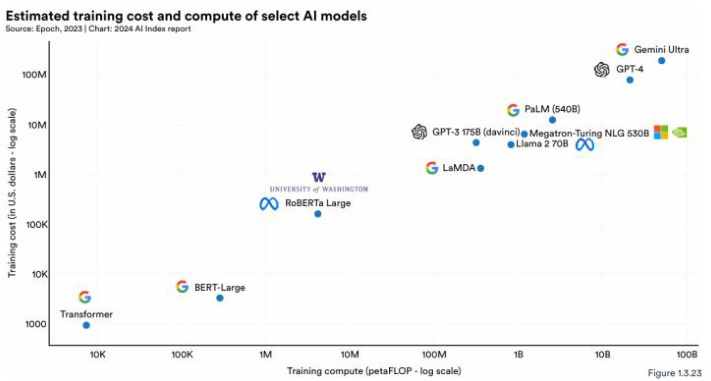 Estimated training cost and compute of select AI models
Source: Epoch, 2023 | Chart: 2024 AI Index report
Gemini Ultra
100M
GPT-4
PaLM (540B)
10M
GPT-3 175B (davinci)
Megatron-Turing NLG 530B
Llama 2 70B
1M
LaMDA
W
UNIVERSITY of WASHINGTON
RoBERTa Large
100K
10K
BERT-Large
Transformer
1000
Training cost (in U.S. dollars - log scale)
10K 100K 1M 10M 100M 1B 10B 100B
Training compute (petaFLOP - log scale)
Figure 1.3.23